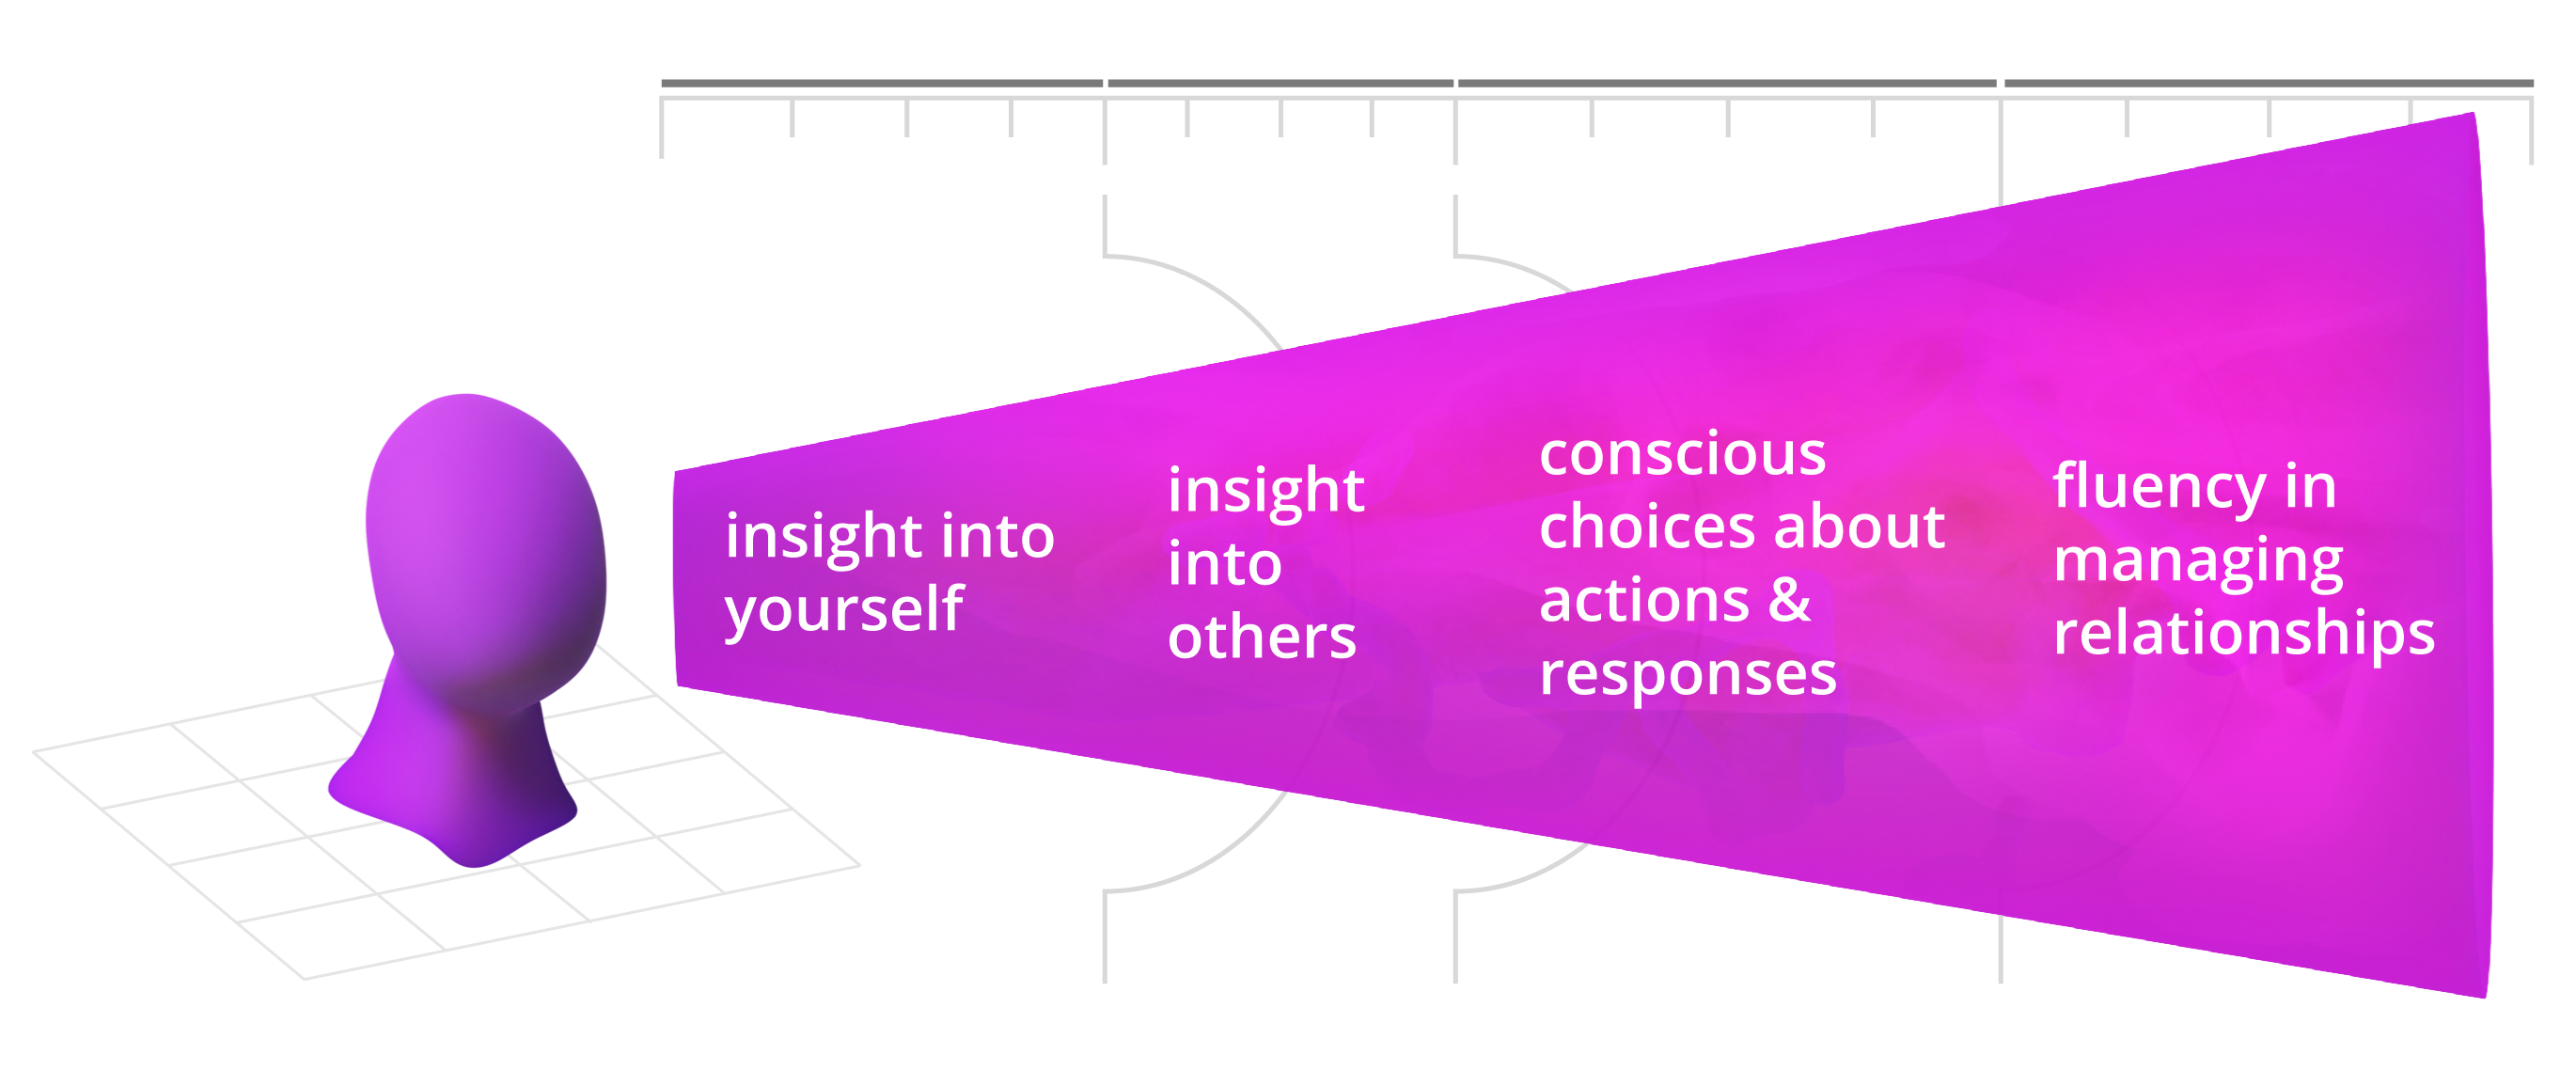 insight into
yourself
insight
into
others
conscious
choices about
actions &
responses
fluency in
managing
relationships